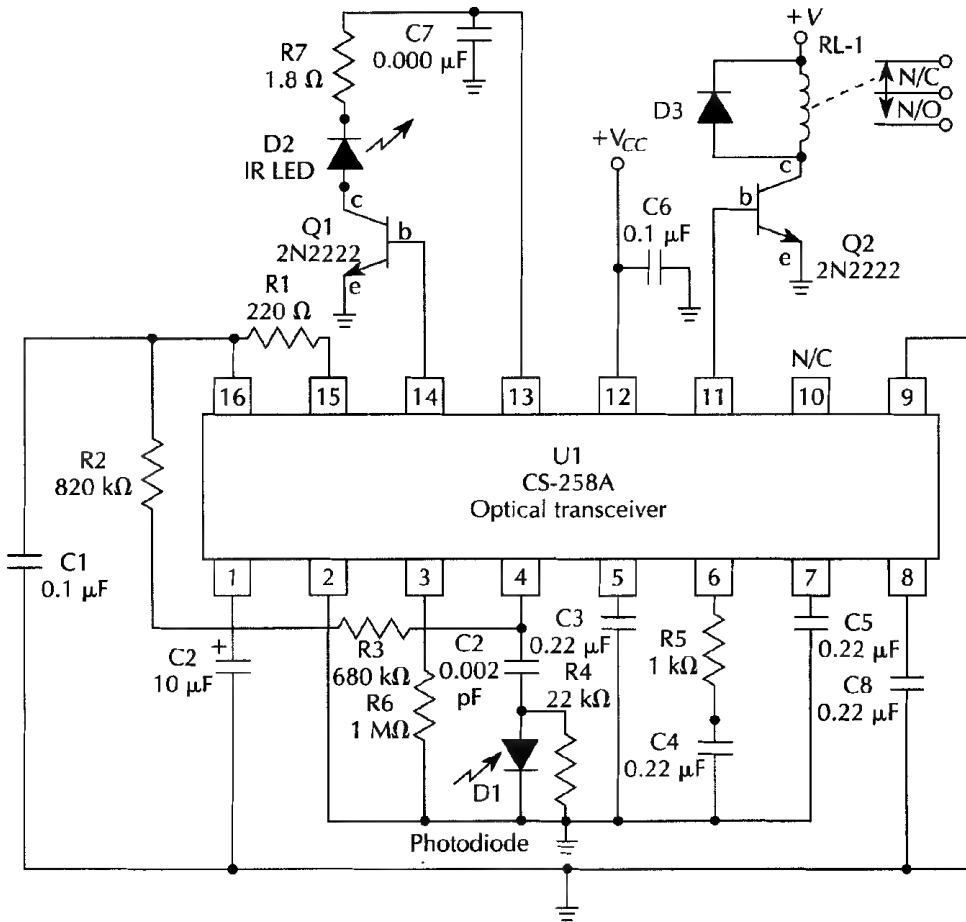 +V
RL-1
N/C
N/O
R7
1.8 Ω
C7
0.000 μF
D3
D2
IR LED
+VCC
c
c
b
b
C6
0.1 μF
Q1
2N2222
Q2
2N2222
e
e
R1
220 Ω
N/C
16
15
14
13
12
11
10
9
R2
820 kΩ
U1
CS-258A
Optical transceiver
C1
0.1 μF
1
2
3
4
5
6
7
8
+
C2
10 μF
R3
680 kΩ
R6
1 MΩ
C2
0.002
pF
C3
0.22 μF
R4
22 kΩ
R5
1 kΩ
C4
0.22 μF
C5
0.22 μF
C8
0.22 μF
D1
Photodiode